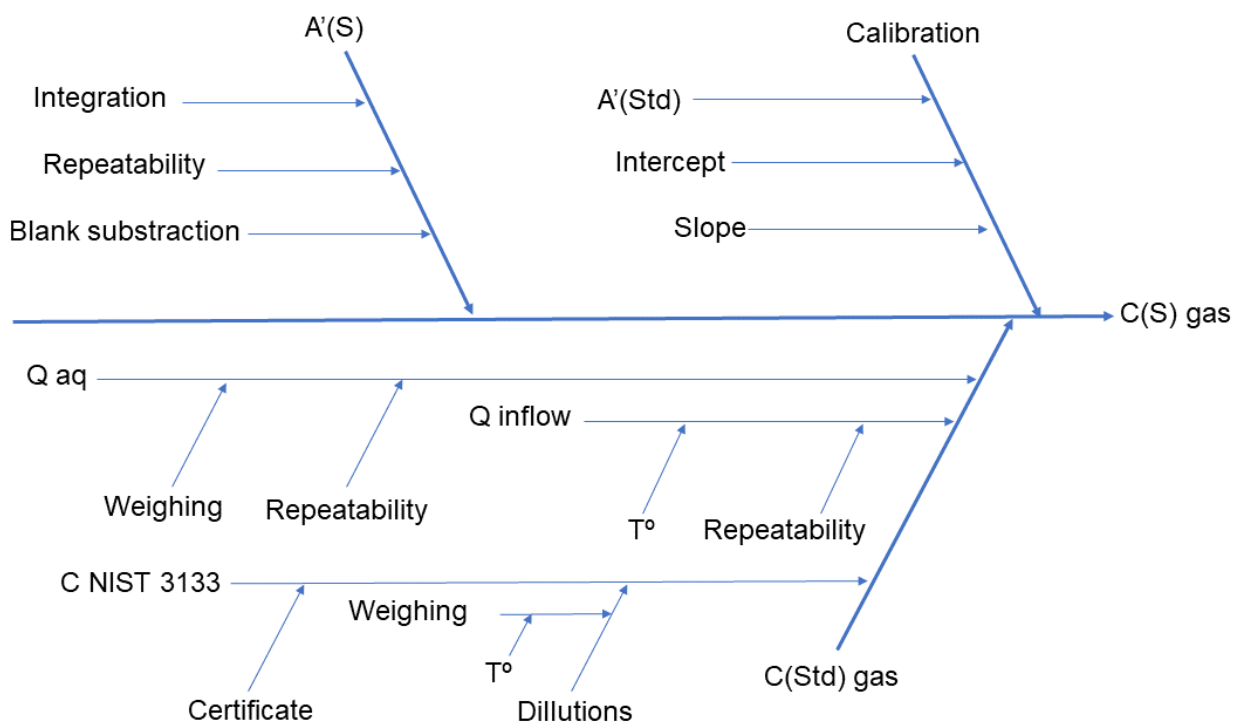 A’(S)
Calibration
Integration
A’(Std)
Repeatability
Intercept
Blank substraction
Slope
C(S) gas
Q aq
Q inflow
Weighing
Repeatability
Tº
Repeatability
C NIST 3133
Weighing
Tº
C(Std) gas
Certificate
Dillutions